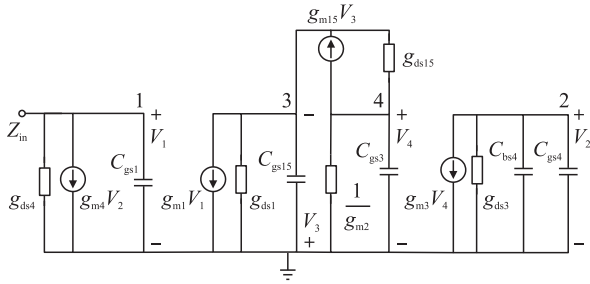 g_m15 V_3
g_ds15
1
3
−
4
+
2
+
+
Z_in
V_1
V_4
V_2
C_gs1
C_gs15
C_gs3
C_bs4
C_gs4
g_ds4
g_m4 V_2
g_m1 V_1
g_ds1
1
g_m2
g_m3 V_4
g_ds3
V_3
−
+
−
−